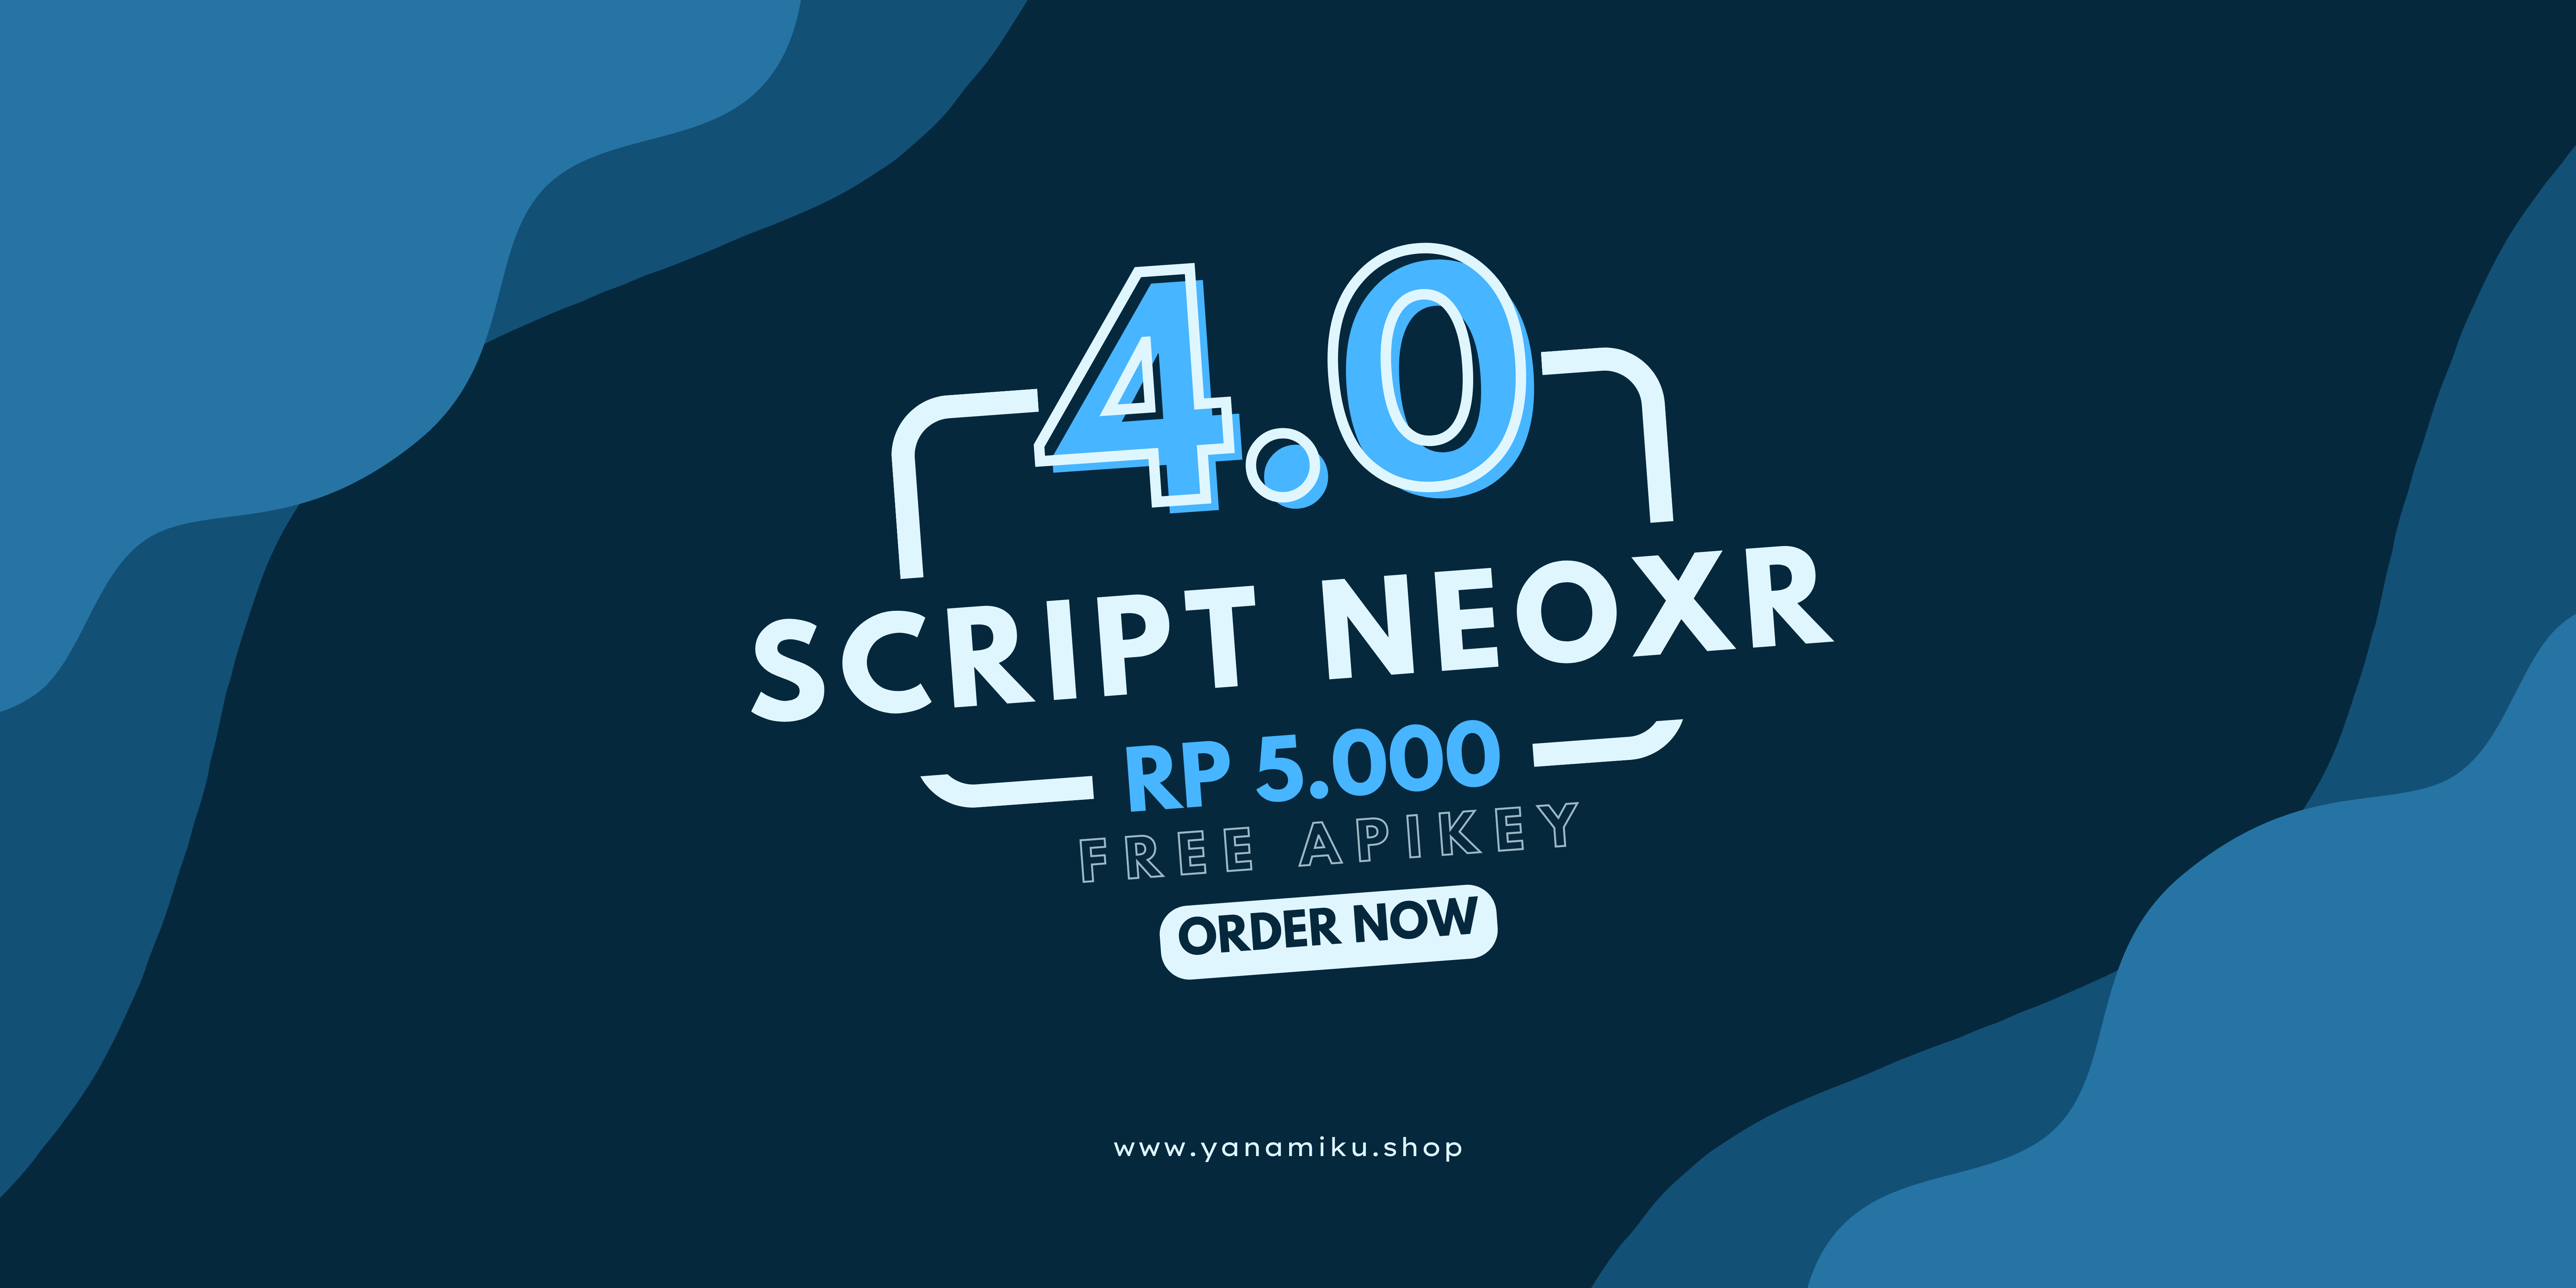 4.0
SCRIPT NEOXR
RP 5.000
FREE APIKEY
ORDER NOW
www.yanamiku.shop